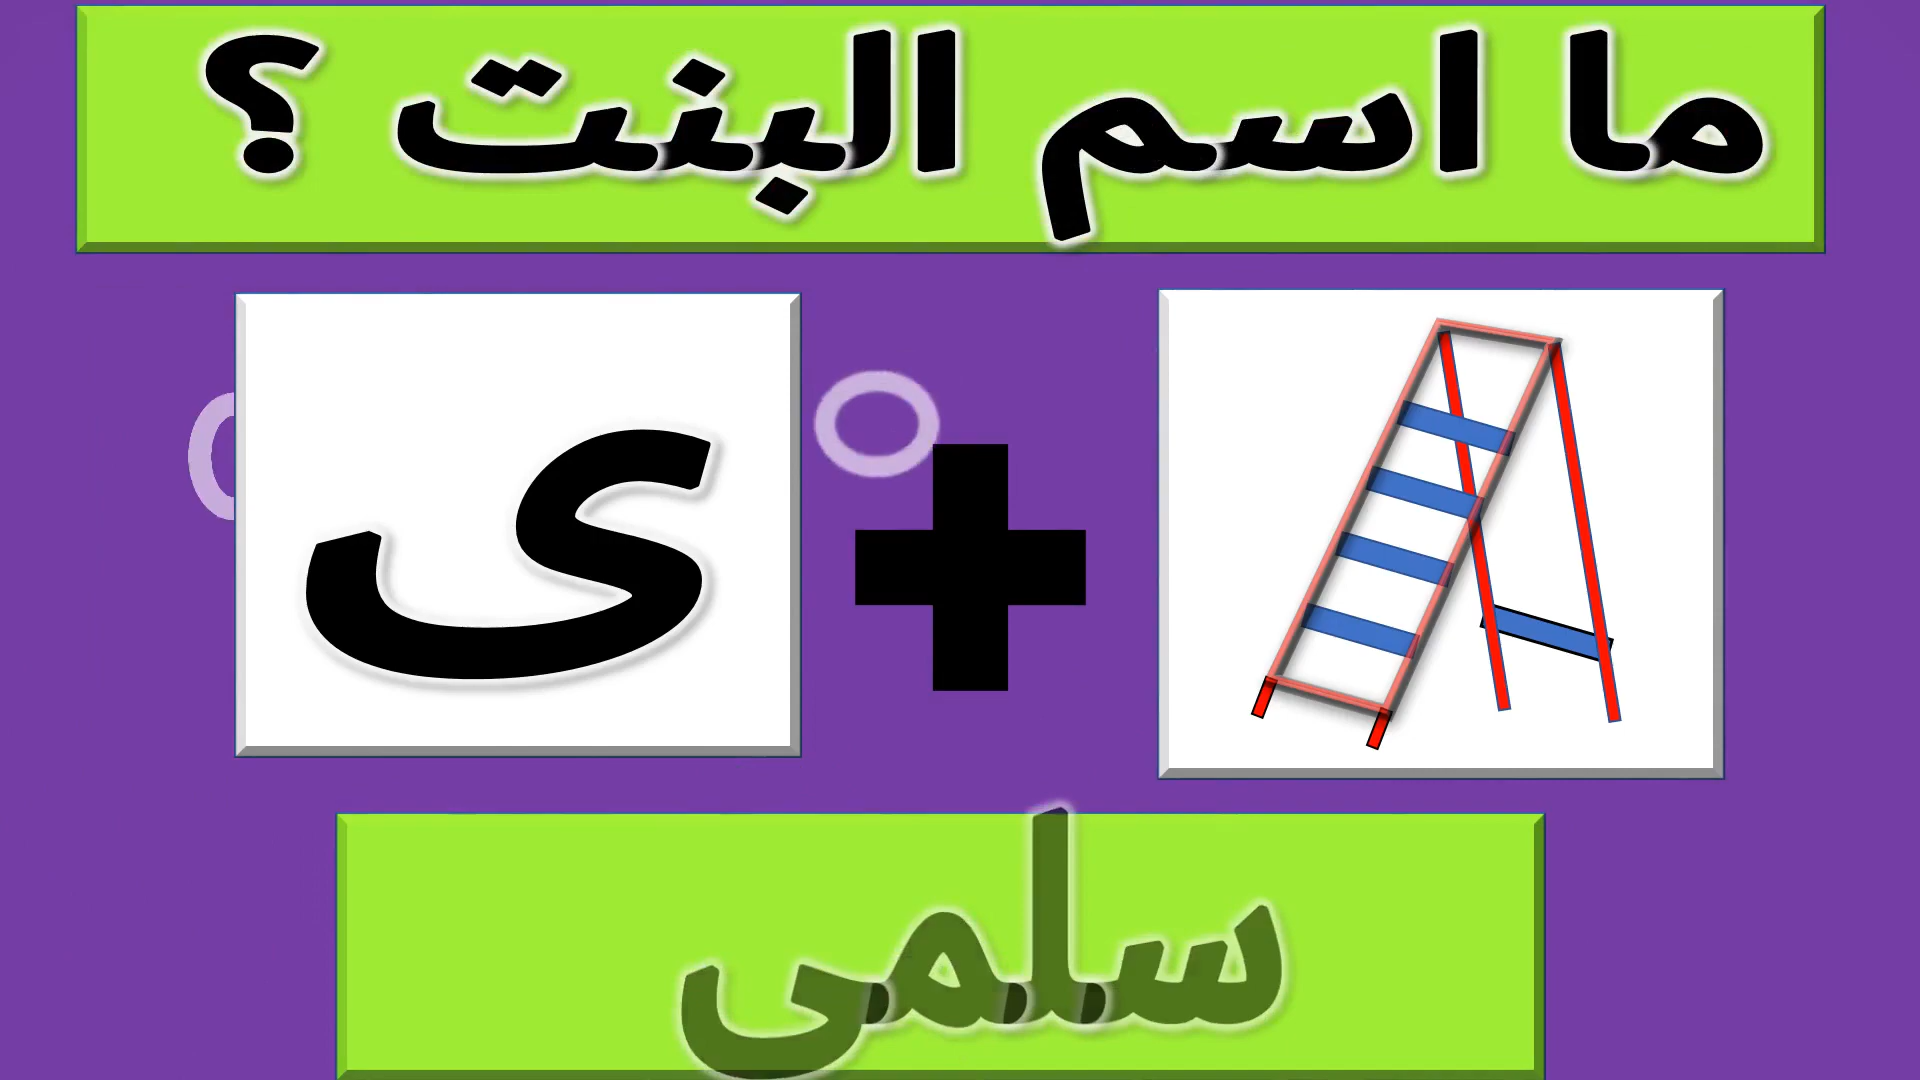 ما اسم البنت ؟
ى
سلمى